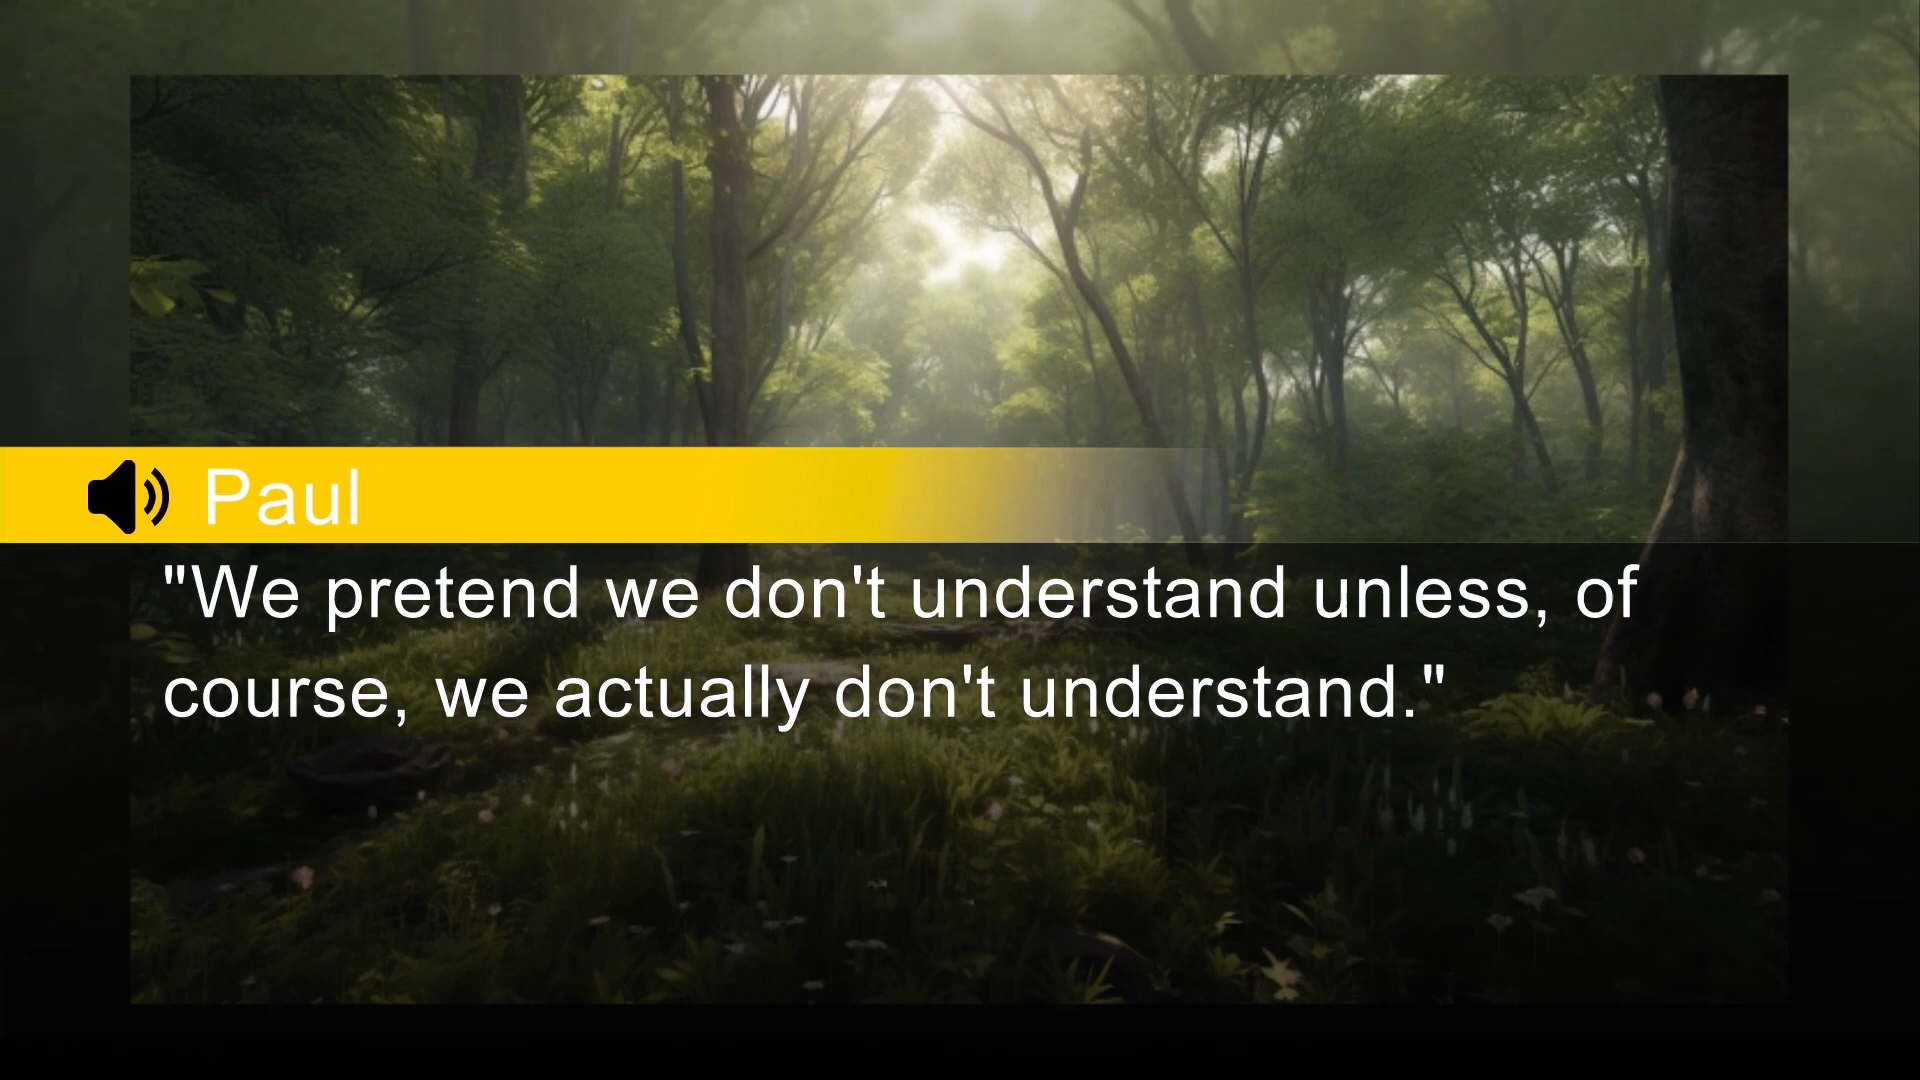 Paul
"We pretend we don't understand unless, of
course, we actually don't understand."